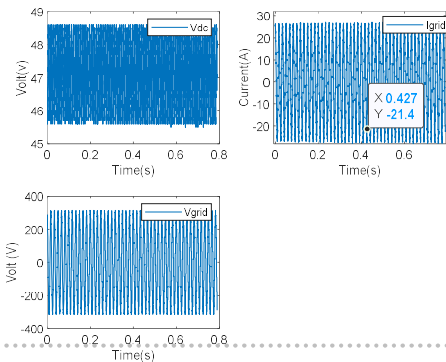 49
48
47
46
45
Volt(v)
Vdc
0 0.2 0.4 0.6 0.8
Time(s)
30
20
10
0
-10
-20
Current(A)
Igrid
X 0.427
Y -21.4
0 0.2 0.4 0.6
Time(s)
400
200
0
-200
-400
Volt (V)
Vgrid
0 0.2 0.4 0.6 0.8
Time(s)